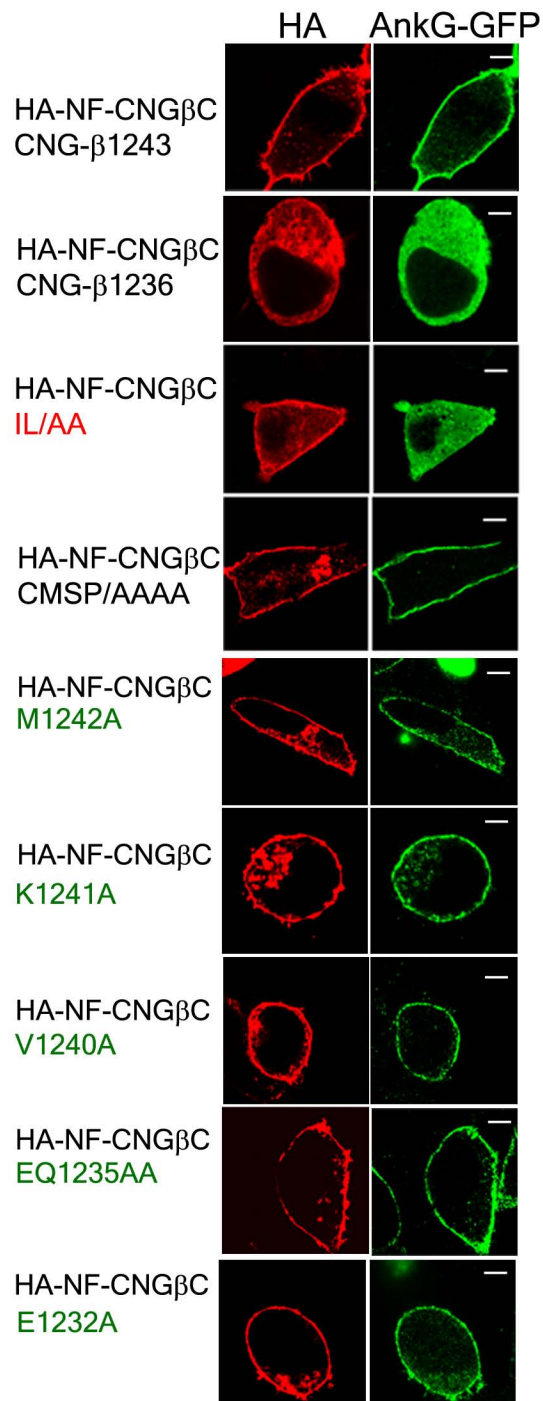 HA AnkG-GFP
HA-NF-CNGβC
CNG-β1243
HA-NF-CNGβC
CNG-β1236
HA-NF-CNGβC
IL/AA
HA-NF-CNGβC
CMSP/AAAA
HA-NF-CNGβC
M1242A
HA-NF-CNGβC
K1241A
HA-NF-CNGβC
V1240A
HA-NF-CNGβC
EQ1235AA
HA-NF-CNGβC
E1232A